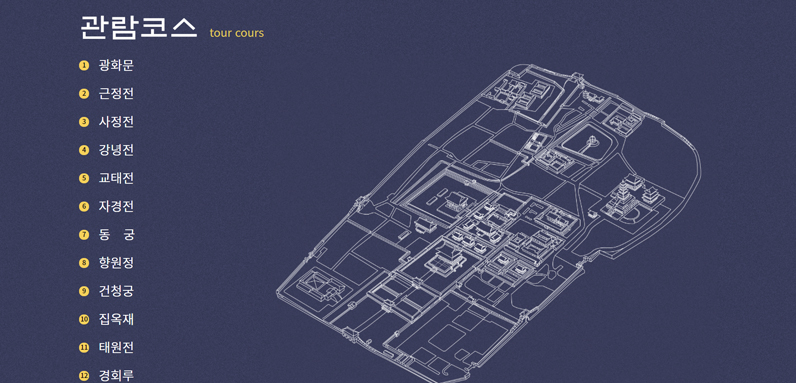 관람코스 tour cours
1 광화문
2 근정전
3 사정전
4 강녕전
5 교태전
6 자경전
7 동 궁
8 향원정
9 건청궁
10 집옥재
11 태원전
12 경회루